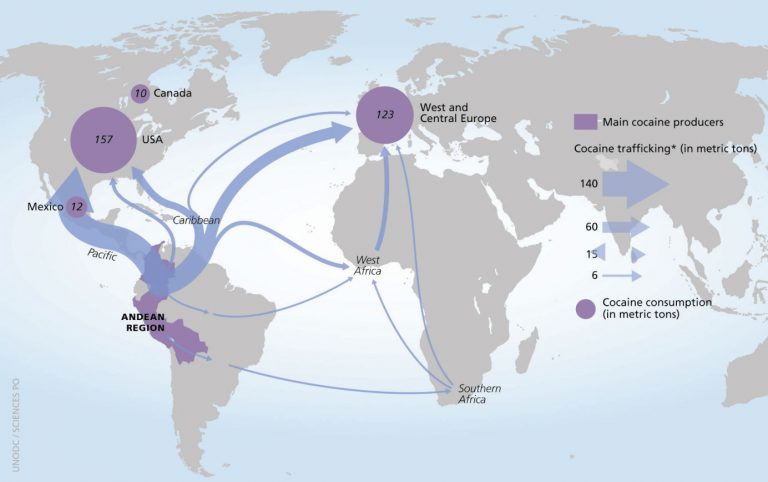 10 Canada
157 USA
123
West and
Central Europe
Main cocaine producers
Cocaine trafficking* (in metric tons)
140
60
15
6
Mexico 12
Caribbean
Pacific
West
Africa
ANDEAN
REGION
Cocaine consumption
(in metric tons)
Southern
Africa
UNODC / SCIENCES PO